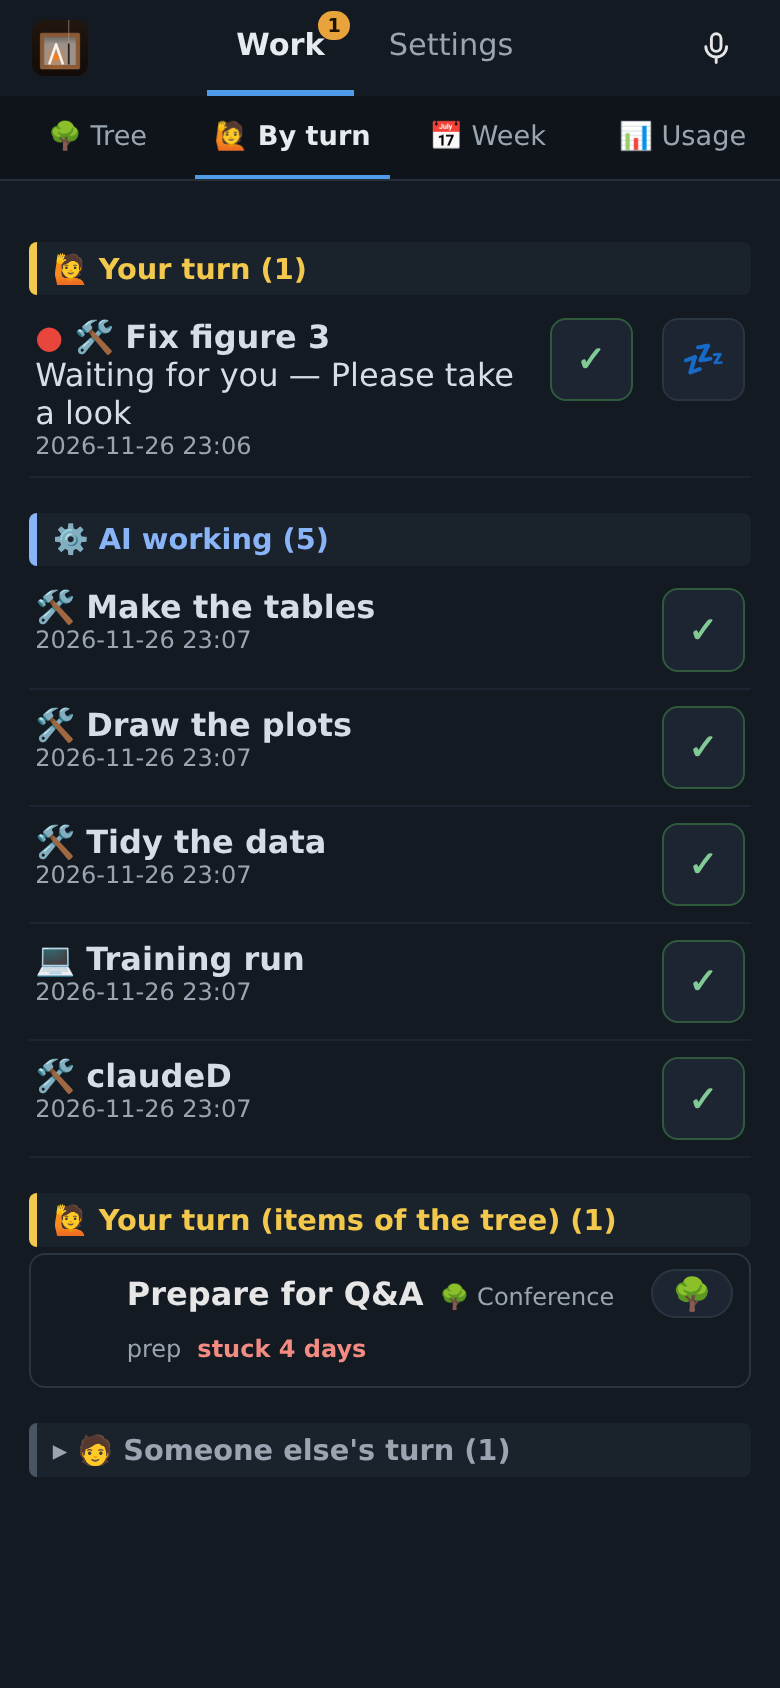 Work 1 Settings
Tree By turn Week Usage
Your turn (1)
Fix figure 3
Waiting for you — Please take
a look
2026-11-26 23:06
AI working (5)
Make the tables
2026-11-26 23:07
Draw the plots
2026-11-26 23:07
Tidy the data
2026-11-26 23:07
Training run
2026-11-26 23:07
claudeD
2026-11-26 23:07
Your turn (items of the tree) (1)
Prepare for Q&A Conference
prep stuck 4 days
Someone else's turn (1)